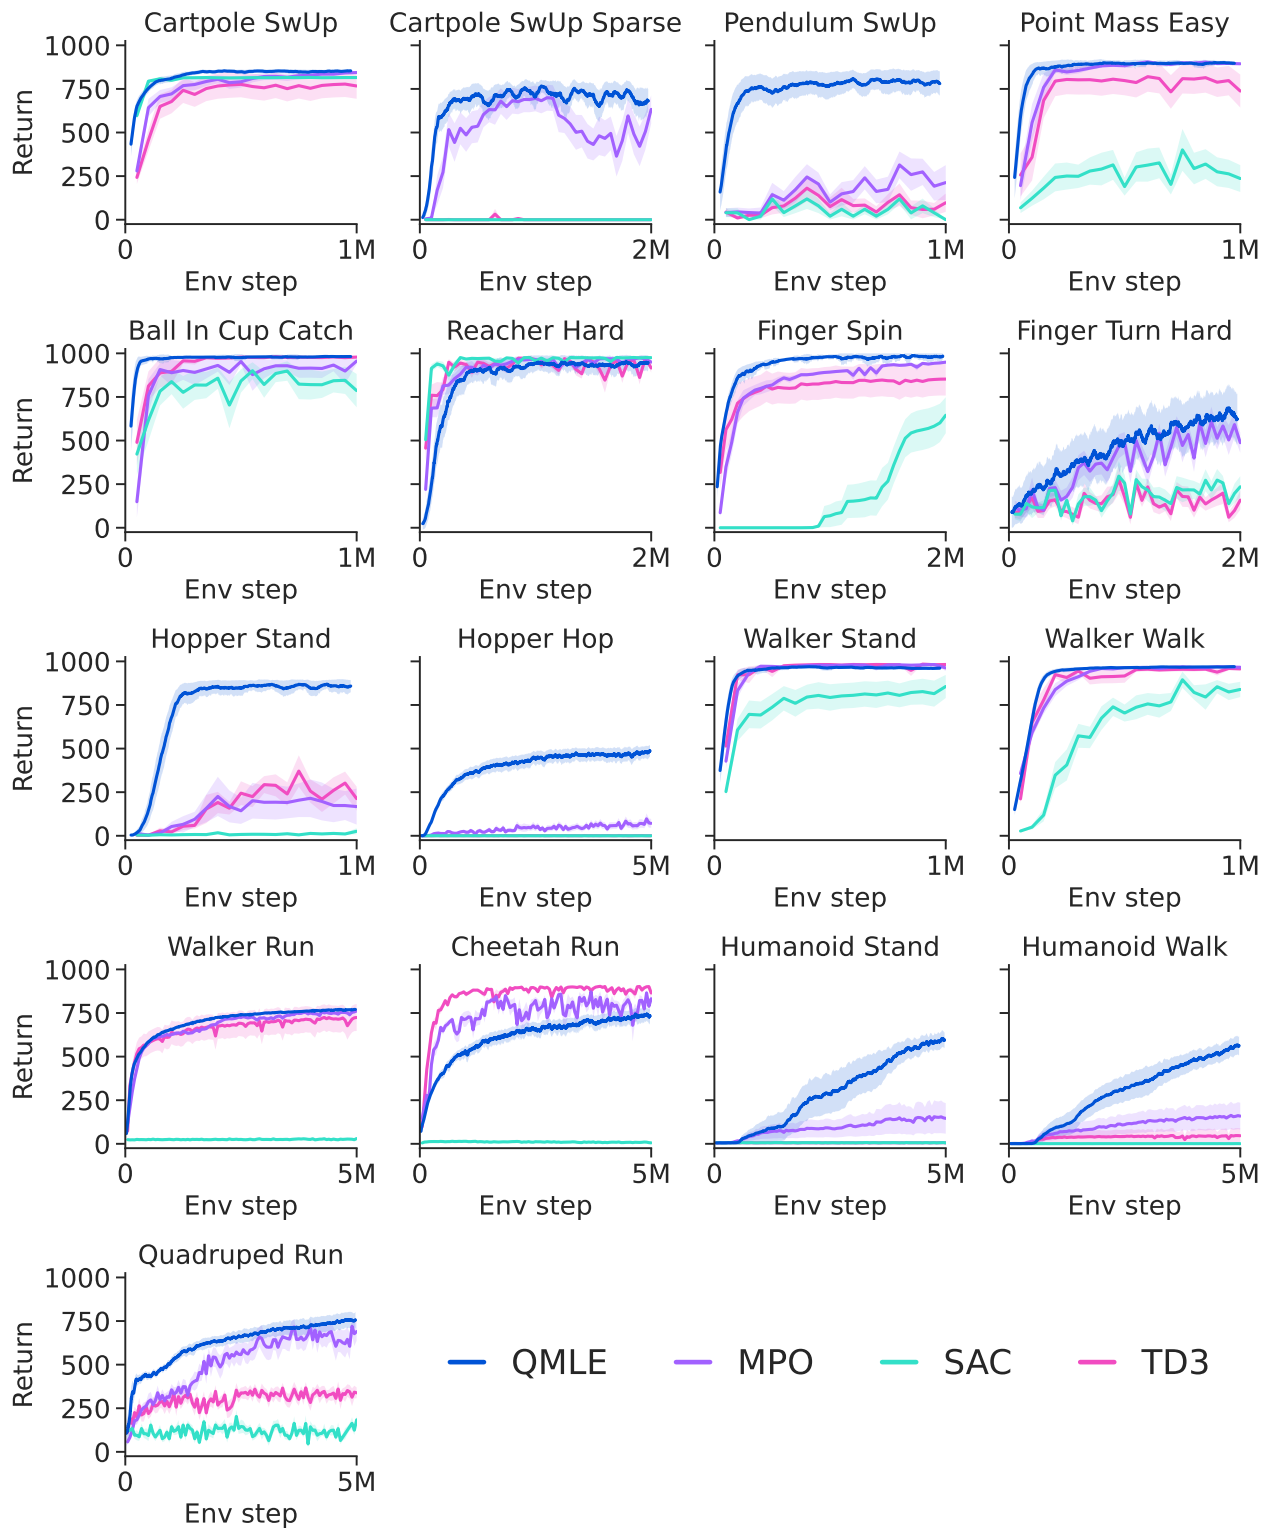 Cartpole SwUp Cartpole SwUp Sparse Pendulum SwUp Point Mass Easy
1000
750
500
250
0
Return
0 1M 0 2M 0 1M 0 1M
Env step Env step Env step Env step
Ball In Cup Catch Reacher Hard Finger Spin Finger Turn Hard
1000
750
500
250
0
Return
0 1M 0 2M 0 2M 0 2M
Env step Env step Env step Env step
Hopper Stand Hopper Hop Walker Stand Walker Walk
1000
750
500
250
0
Return
0 1M 0 5M 0 1M 0 1M
Env step Env step Env step Env step
Walker Run Cheetah Run Humanoid Stand Humanoid Walk
1000
750
500
250
0
Return
0 5M 0 5M 0 5M 0 5M
Env step Env step Env step Env step
Quadruped Run
1000
750
500
250
0
Return
0 5M
Env step
QMLE MPO SAC TD3